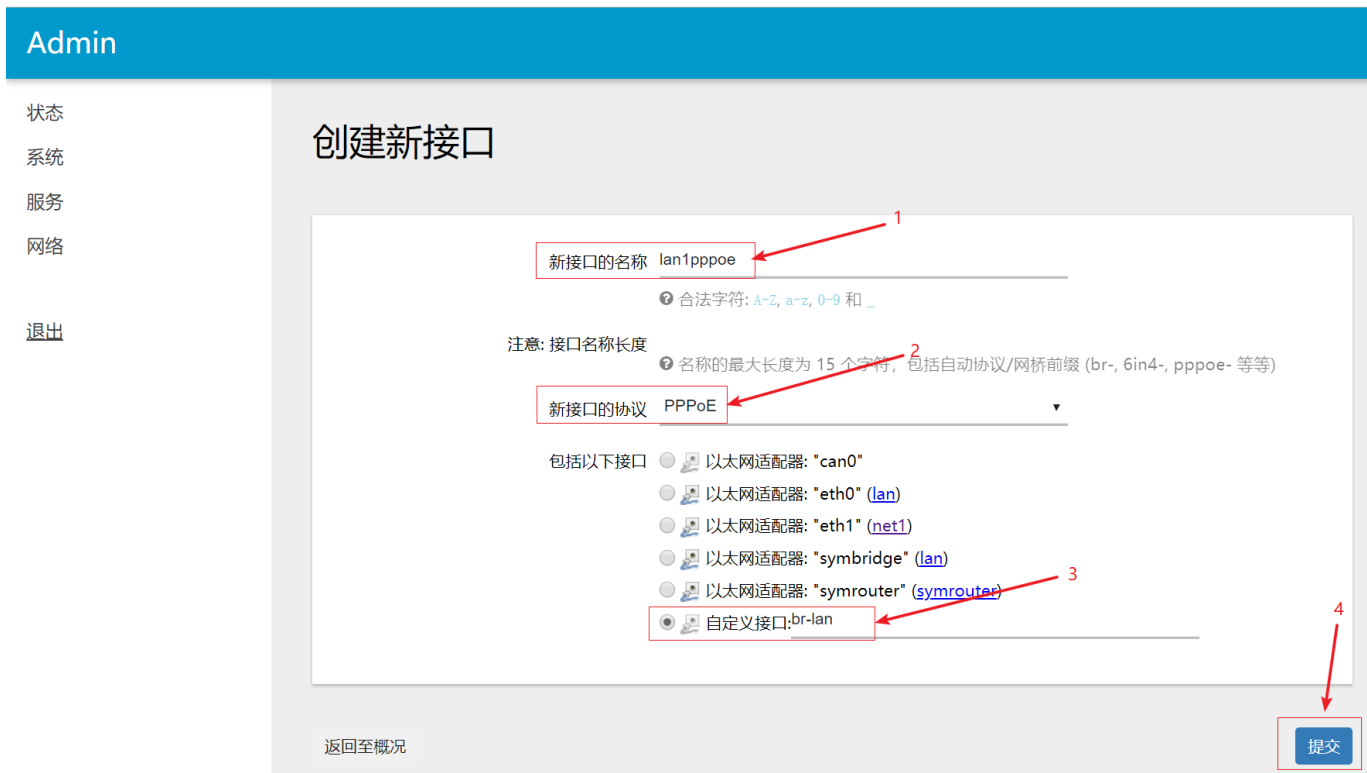 Admin
状态
系统
服务
网络
退出
创建新接口
1
新接口的名称 lan1pppoe
合法字符: A-Z, a-z, 0-9 和 _
注意: 接口名称长度
2
名称的最大长度为 15 个字符，包括自动协议/网桥前缀 (br-, 6in4-, pppoe- 等等)
新接口的协议 PPPoE
包括以下接口 以太网适配器: "can0"
以太网适配器: "eth0" (lan)
以太网适配器: "eth1" (net1)
以太网适配器: "symbridge" (lan)
3
以太网适配器: "symrouter" (symrouter)
自定义接口:br-lan
4
返回至概况
提交